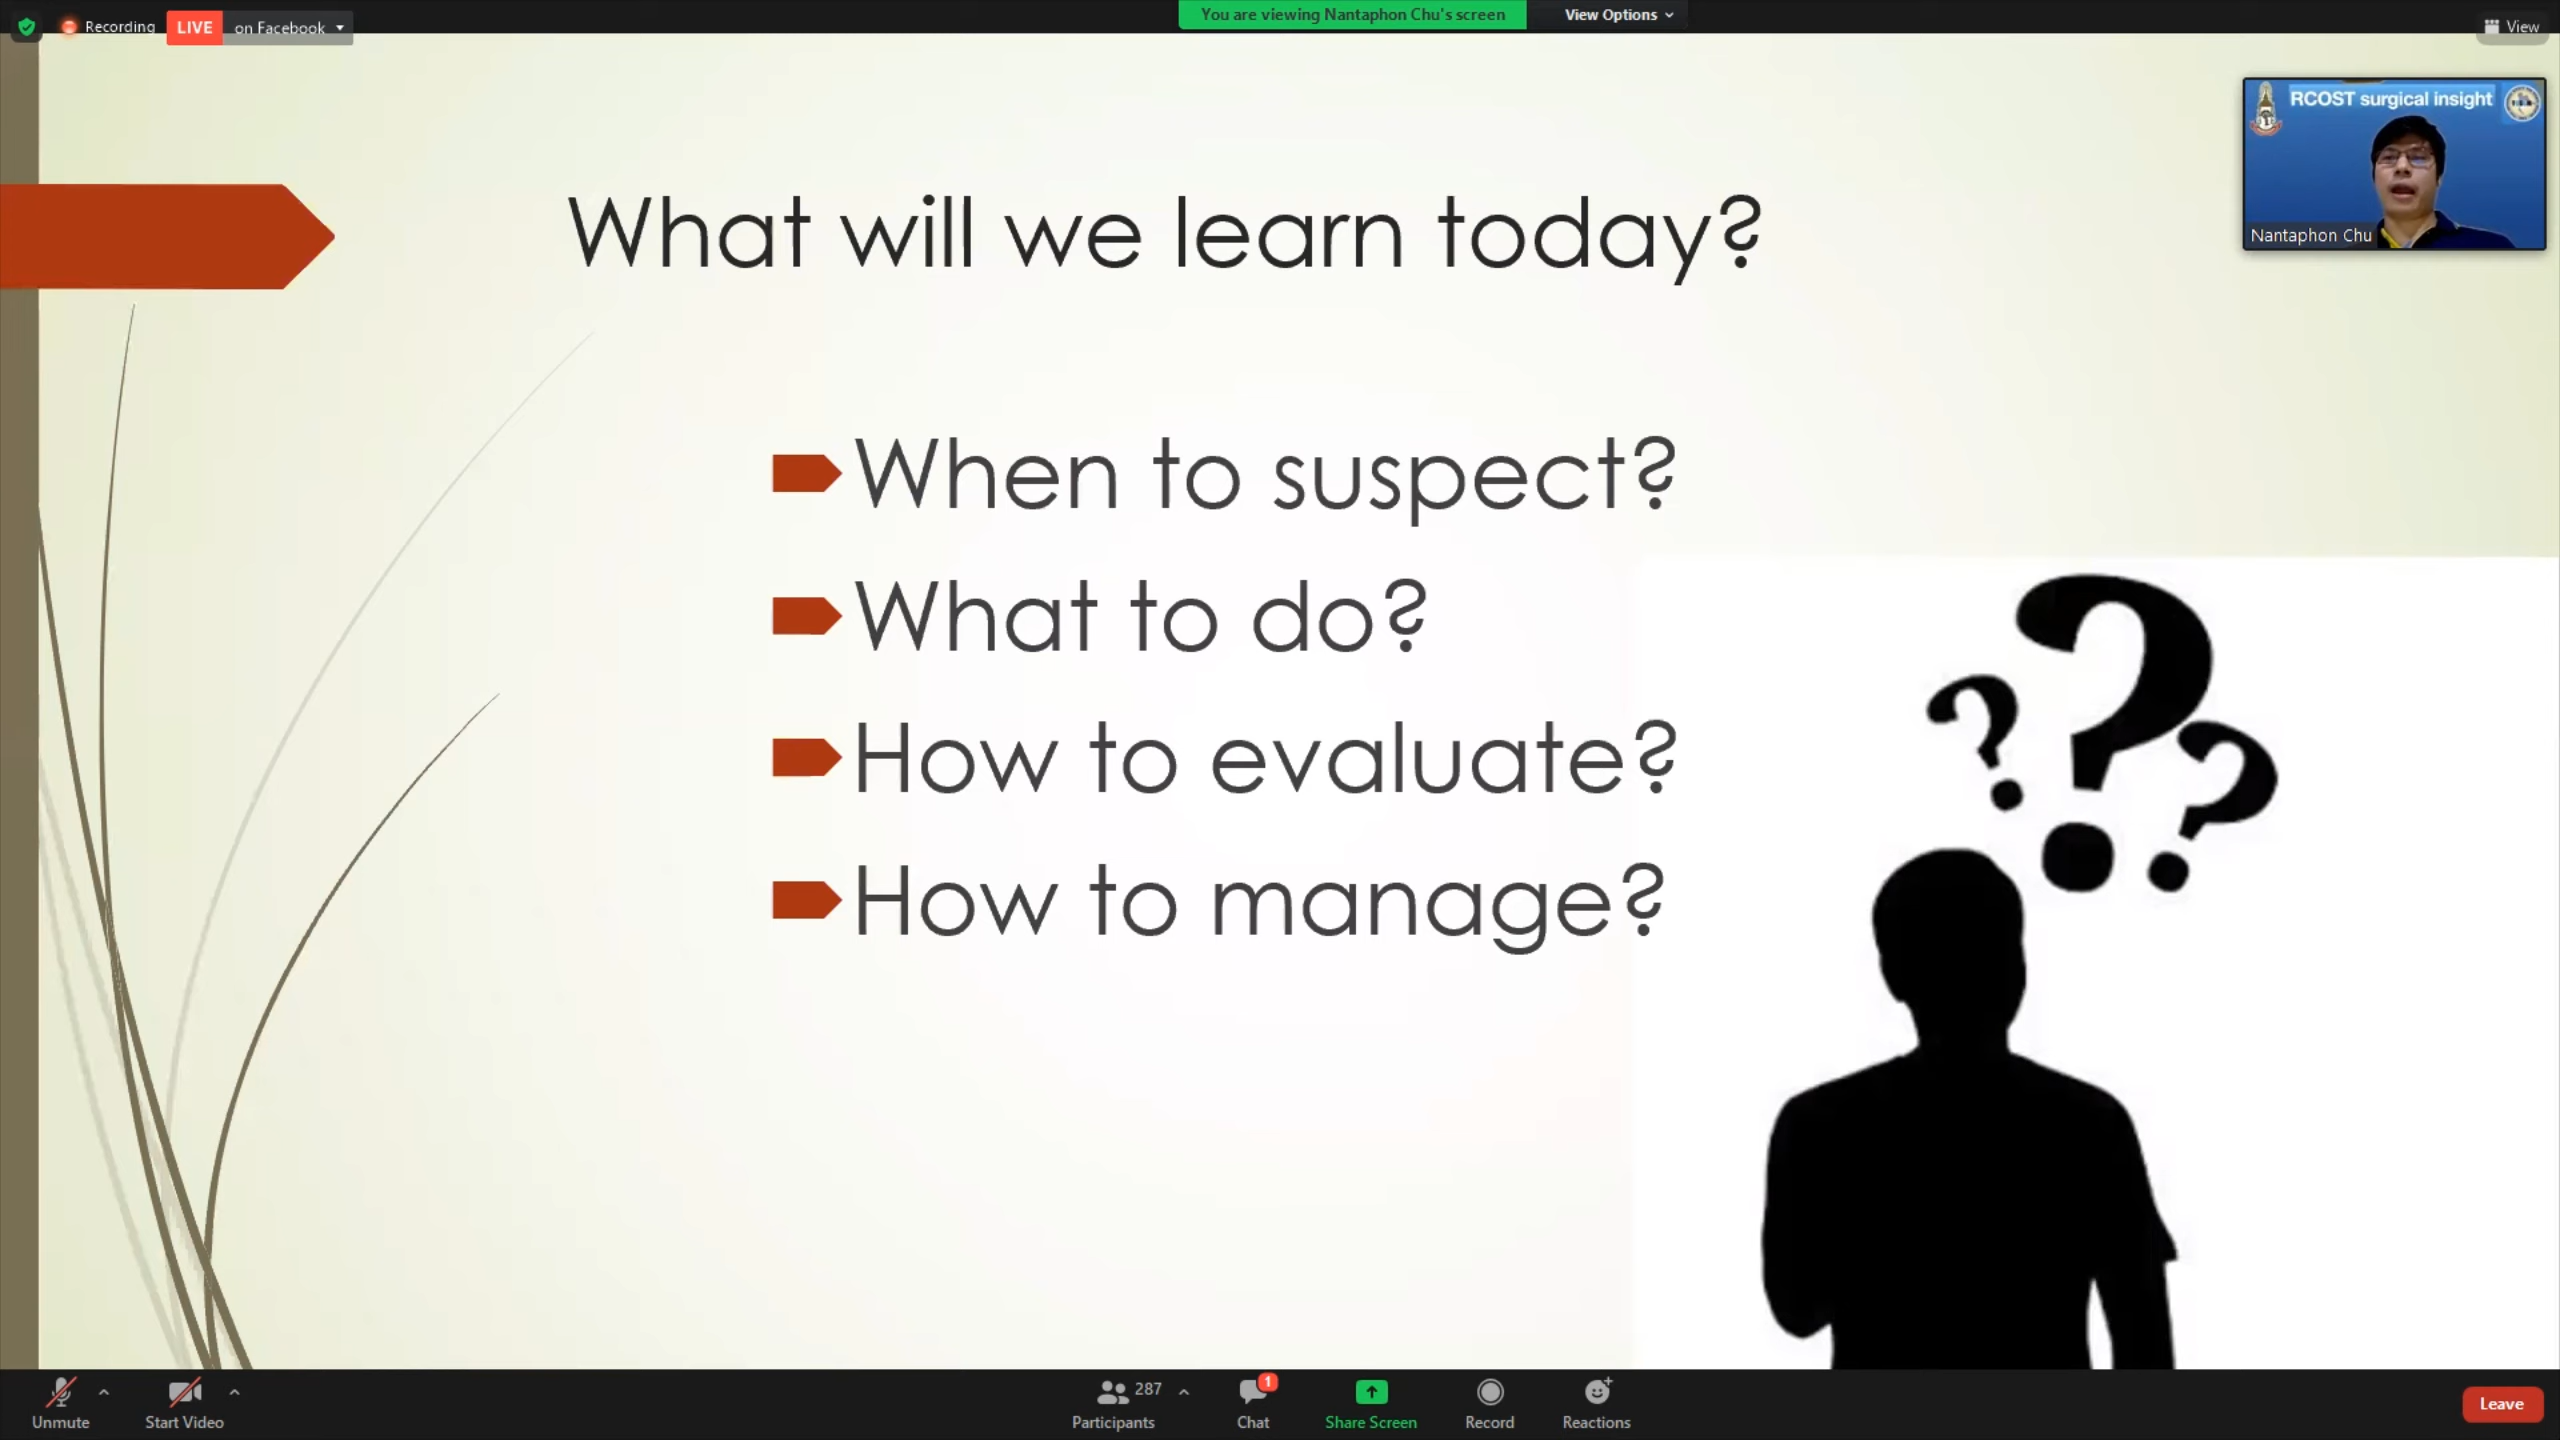 Recording
LIVE
on Facebook
You are viewing Nantaphon Chu's screen
View Options
View
RCOST surgical insight
Nantaphon Chu
What will we learn today?
When to suspect?
What to do?
How to evaluate?
How to manage?
? ? ?
Unmute
Start Video
287
Participants
1
Chat
Share Screen
Record
Reactions
Leave